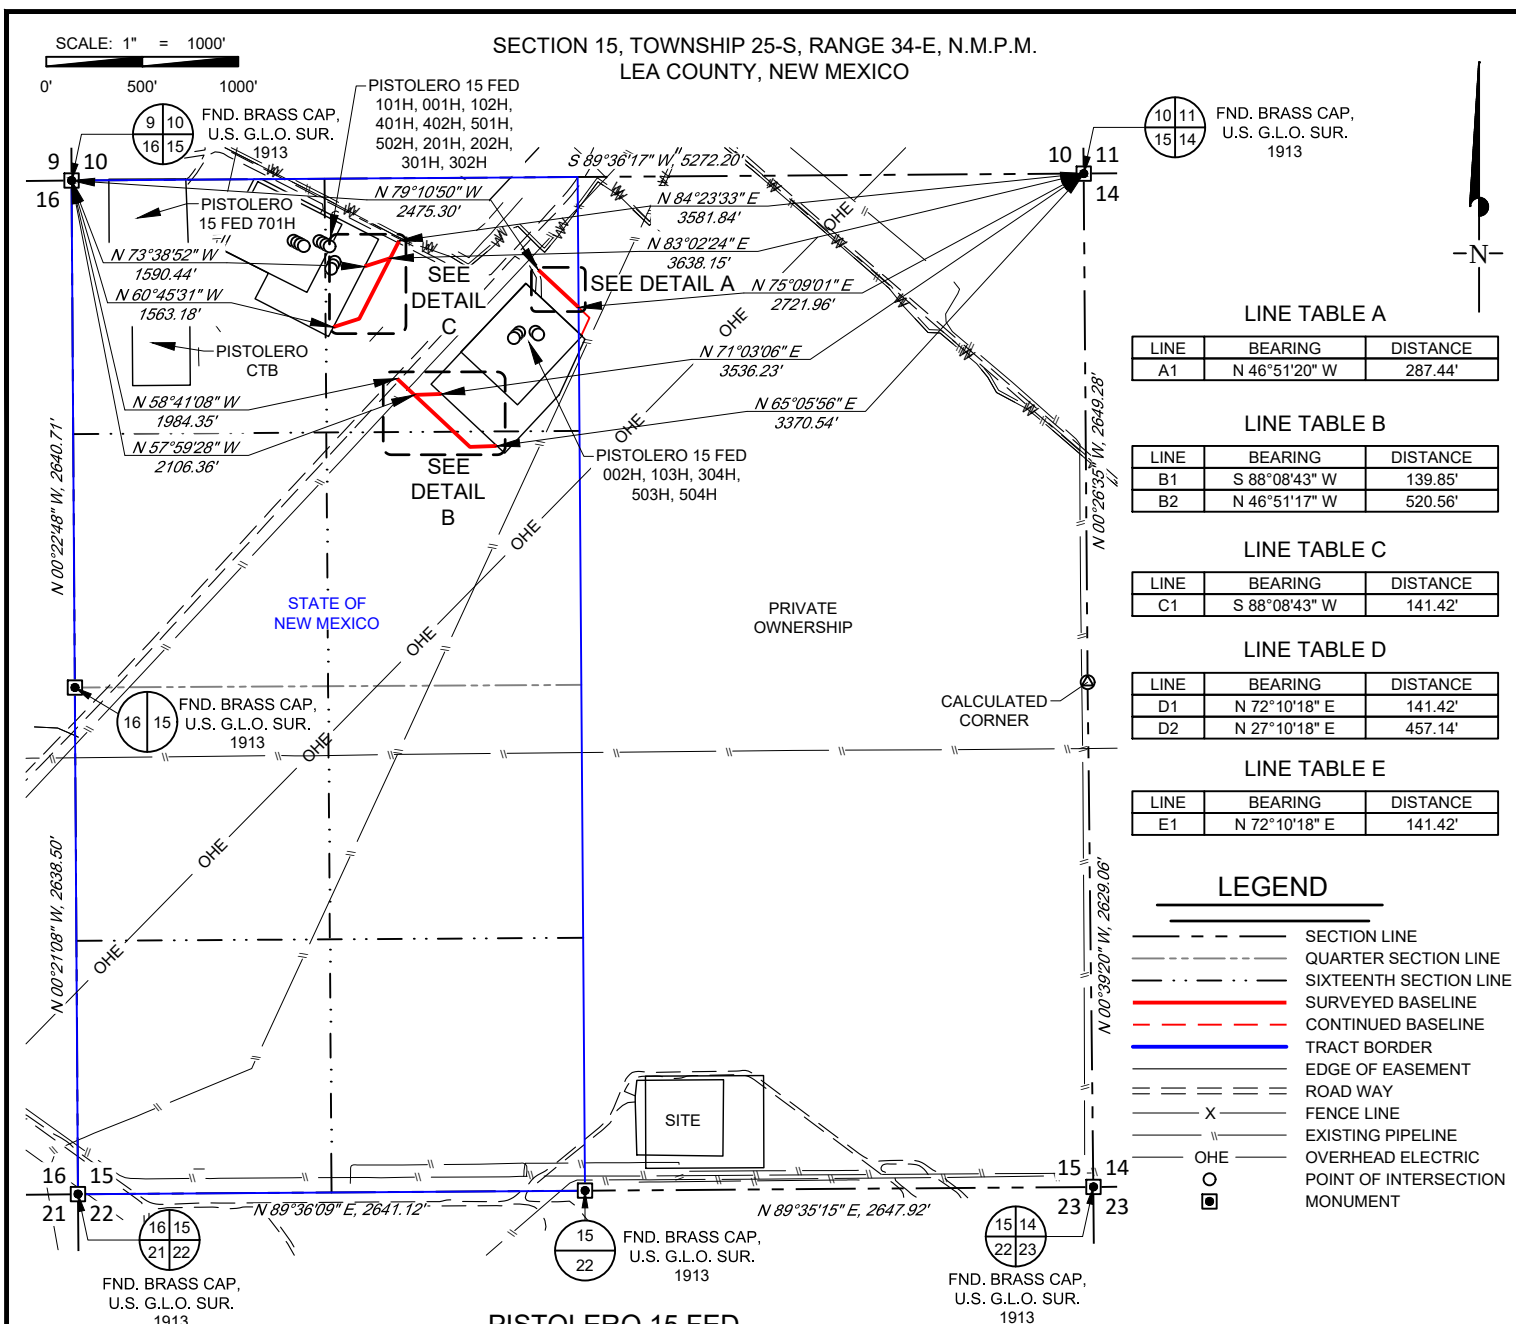 SCALE: 1" = 1000'
0' 500' 1000'
SECTION 15, TOWNSHIP 25-S, RANGE 34-E, N.M.P.M.
LEA COUNTY, NEW MEXICO
9 10
16 15
FND. BRASS CAP,
U.S. G.L.O. SUR.
1913
9 10
16
PISTOLERO 15 FED
101H, 001H, 102H,
401H, 402H, 501H,
502H, 201H, 202H,
301H, 302H
S 89°36'17" W, 5272.20'
10 11
15 14
FND. BRASS CAP,
U.S. G.L.O. SUR.
1913
10 11
14
N
PISTOLERO
15 FED 701H
N 79°10'50" W
2475.30'
N 84°23'33" E
3581.84'
N 73°38'52" W
1590.44'
N 83°02'24" E
3638.15'
N 60°45'31" W
1563.18'
SEE
DETAIL
C
SEE DETAIL A
N 75°09'01" E
2721.96'
PISTOLERO
CTB
N 71°03'06" E
3536.23'
N 58°41'08" W
1984.35'
N 65°05'56" E
3370.54'
N 57°59'28" W
2106.36'
SEE
DETAIL
B
PISTOLERO 15 FED
002H, 103H, 304H,
503H, 504H
N 00°22'48" W, 2640.71'
N 00°26'35" W, 2649.28'
OHE
OHE
OHE
OHE
OHE
OHE
OHE
OHE
W
W
W
W
W
W
W
W
W
W
W
W
W
STATE OF
NEW MEXICO
PRIVATE
OWNERSHIP
16 15
FND. BRASS CAP,
U.S. G.L.O. SUR.
1913
CALCULATED
CORNER
N 00°21'08" W, 2638.50'
N 00°39'20" W, 2629.06'
SITE
16 15
21 22
15 14
23 23
N 89°36'09" E, 2641.12'
N 89°35'15" E, 2647.92'
16 15
21 22
FND. BRASS CAP,
U.S. G.L.O. SUR.
1913
15
22
FND. BRASS CAP,
U.S. G.L.O. SUR.
1913
15 14
22 23
FND. BRASS CAP,
U.S. G.L.O. SUR.
1913
PISTOLERO 15 FED
LINE TABLE A
LINE BEARING DISTANCE
A1 N 46°51'20" W 287.44'
LINE TABLE B
LINE BEARING DISTANCE
B1 S 88°08'43" W 139.85'
B2 N 46°51'17" W 520.56'
LINE TABLE C
LINE BEARING DISTANCE
C1 S 88°08'43" W 141.42'
LINE TABLE D
LINE BEARING DISTANCE
D1 N 72°10'18" E 141.42'
D2 N 27°10'18" E 457.14'
LINE TABLE E
LINE BEARING DISTANCE
E1 N 72°10'18" E 141.42'
LEGEND
SECTION LINE
QUARTER SECTION LINE
SIXTEENTH SECTION LINE
SURVEYED BASELINE
CONTINUED BASELINE
TRACT BORDER
EDGE OF EASEMENT
ROAD WAY
X FENCE LINE
EXISTING PIPELINE
OHE OVERHEAD ELECTRIC
POINT OF INTERSECTION
MONUMENT